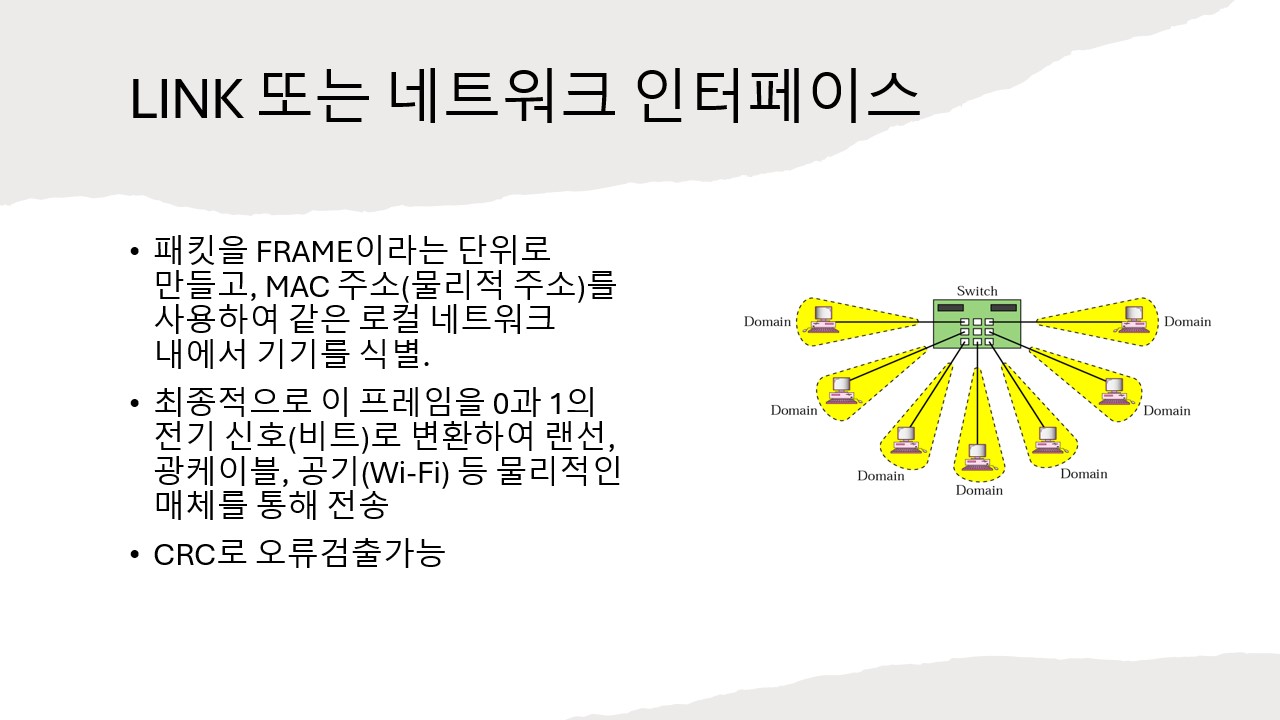 LINK 또는 네트워크 인터페이스
• 패킷을 FRAME이라는 단위로
만들고, MAC 주소(물리적 주소)를
사용하여 같은 로컬 네트워크
내에서 기기를 식별.
• 최종적으로 이 프레임을 0과 1의
전기 신호(비트)로 변환하여 랜선,
광케이블, 공기(Wi-Fi) 등 물리적인
매체를 통해 전송
• CRC로 오류검출가능
Switch
Domain
Domain
Domain
Domain
Domain
Domain
Domain